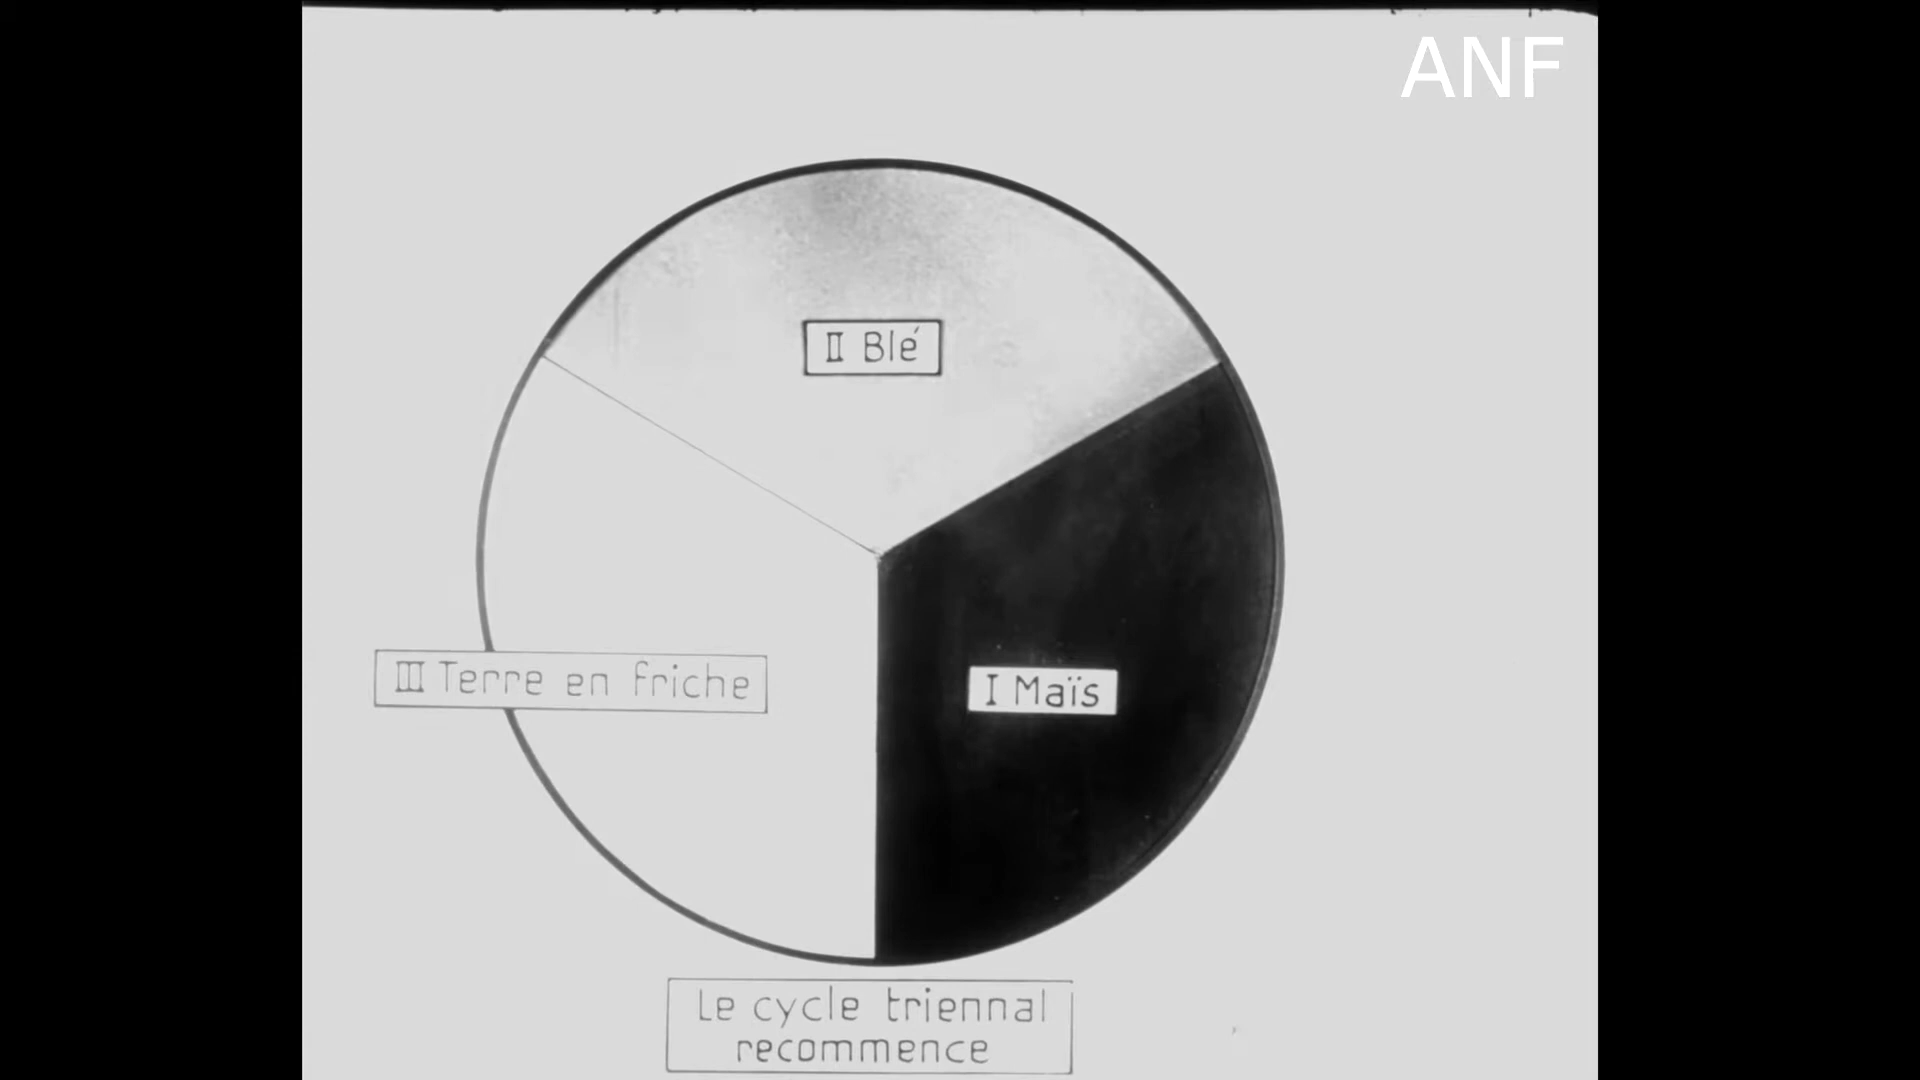 ANF
II Blé
III Terre en friche
I Maïs
Le cycle triennal
recommence